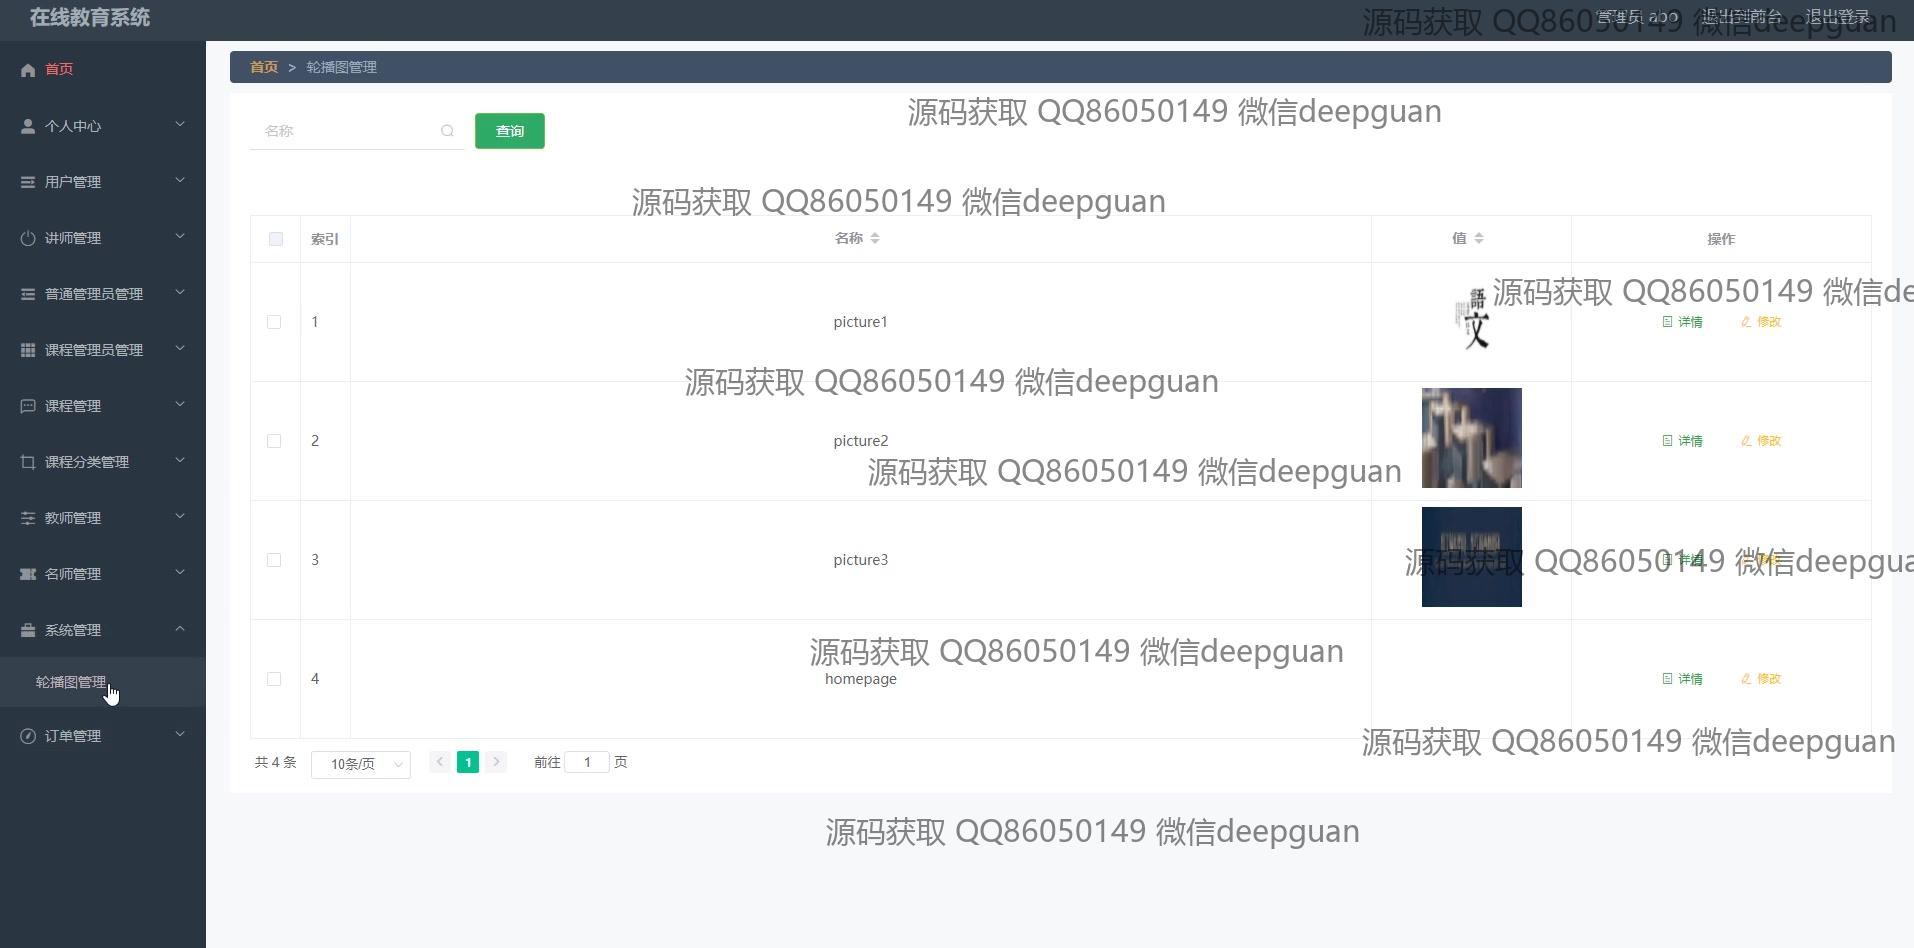 在线教育系统
管理员 abo 退出到前台 退出登录
源码获取 QQ86050149 微信deepguan
首页
个人中心
用户管理
讲师管理
普通管理员管理
课程管理员管理
课程管理
课程分类管理
教师管理
名师管理
系统管理
轮播图管理
订单管理
首页 > 轮播图管理
源码获取 QQ86050149 微信deepguan
名称 查询
源码获取 QQ86050149 微信deepguan
索引 名称 值 操作
源码获取 QQ86050149 微信de
1 picture1 語文 详情 修改
源码获取 QQ86050149 微信deepguan
2 picture2 详情 修改
源码获取 QQ86050149 微信deepguan
3 picture3 详情 修改
源码获取 QQ86050149 微信deepgua
源码获取 QQ86050149 微信deepguan
4 homepage 详情 修改
源码获取 QQ86050149 微信deepguan
共 4 条 10条/页 < 1 > 前往 1 页
源码获取 QQ86050149 微信deepguan